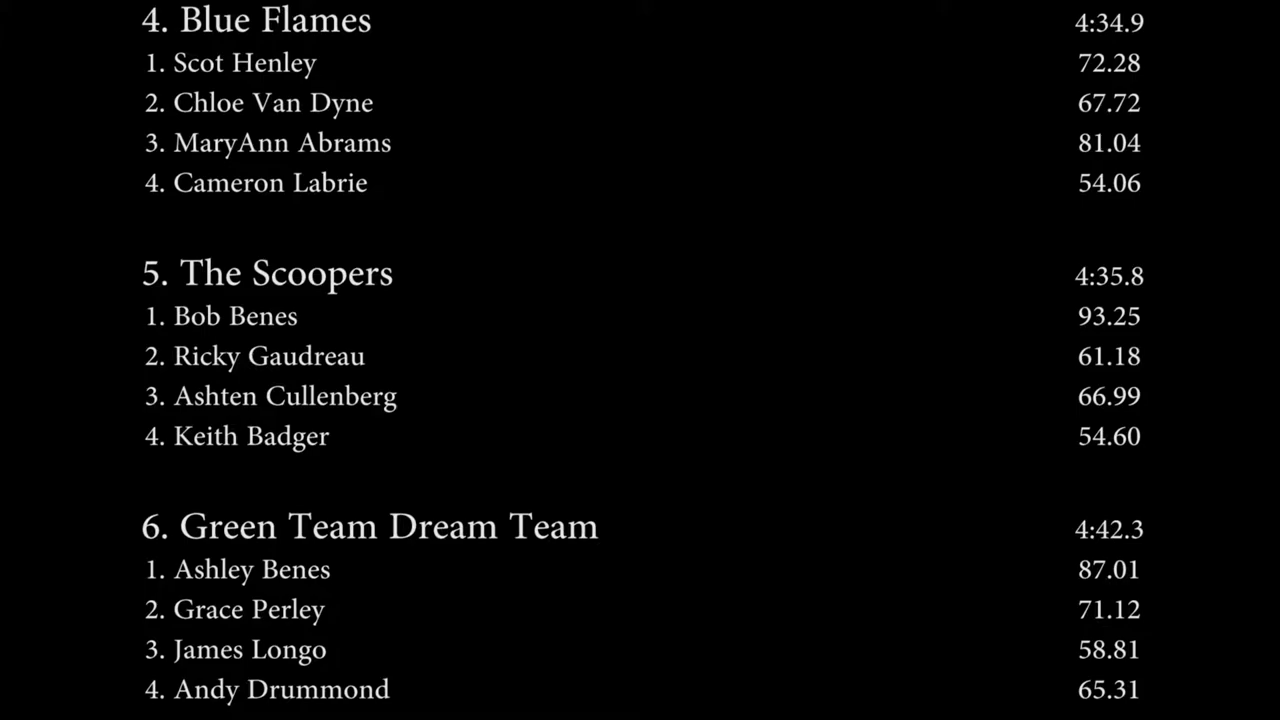 4. Blue Flames 4:34.9
1. Scot Henley 72.28
2. Chloe Van Dyne 67.72
3. MaryAnn Abrams 81.04
4. Cameron Labrie 54.06
5. The Scoopers 4:35.8
1. Bob Benes 93.25
2. Ricky Gaudreau 61.18
3. Ashten Cullenberg 66.99
4. Keith Badger 54.60
6. Green Team Dream Team 4:42.3
1. Ashley Benes 87.01
2. Grace Perley 71.12
3. James Longo 58.81
4. Andy Drummond 65.31